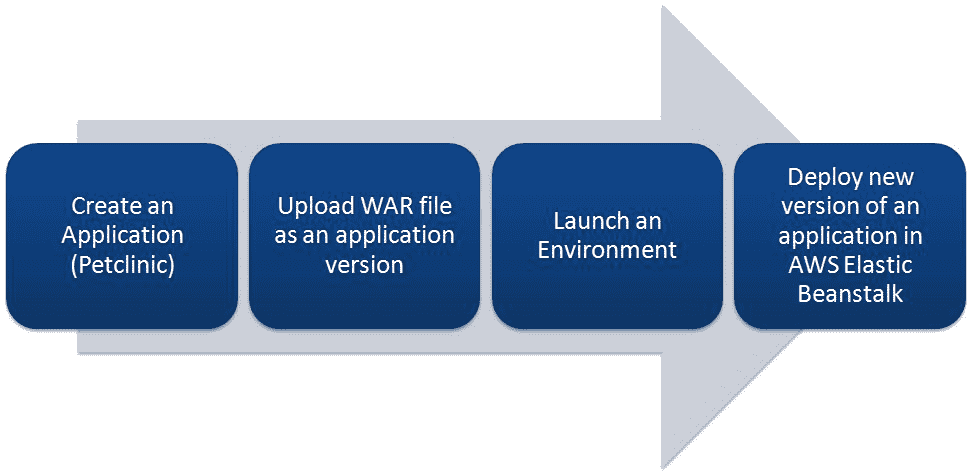 Create an
Application
(Petclinic)
Upload WAR file
as an application
version
Launch an
Environment
Deploy new
version of an
application in
AWS Elastic
Beanstalk